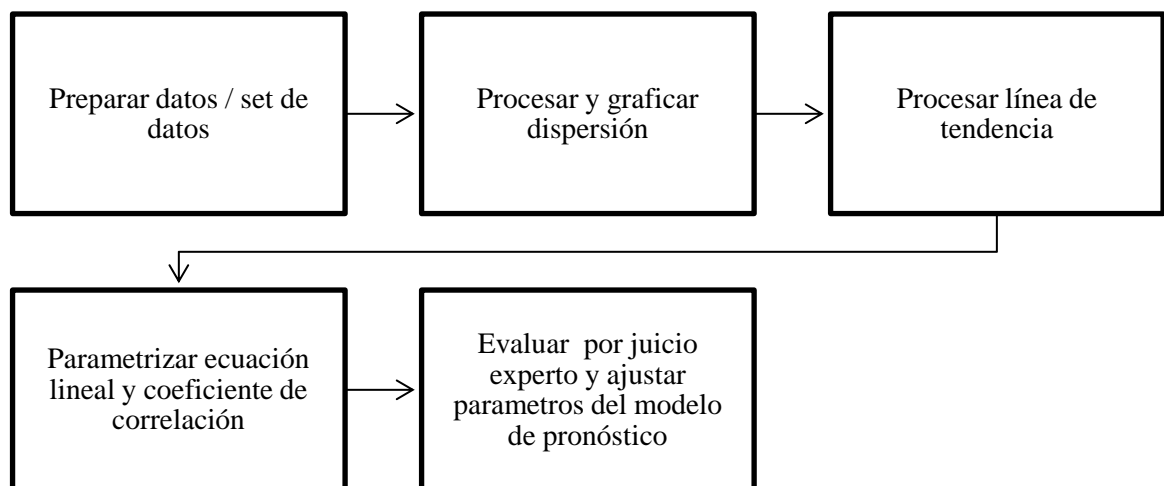 Preparar datos / set de
datos
Procesar y graficar
dispersión
Procesar línea de
tendencia
Parametrizar ecuación
lineal y coeficiente de
correlación
Evaluar  por juicio
experto y ajustar
parametros del modelo
de pronóstico